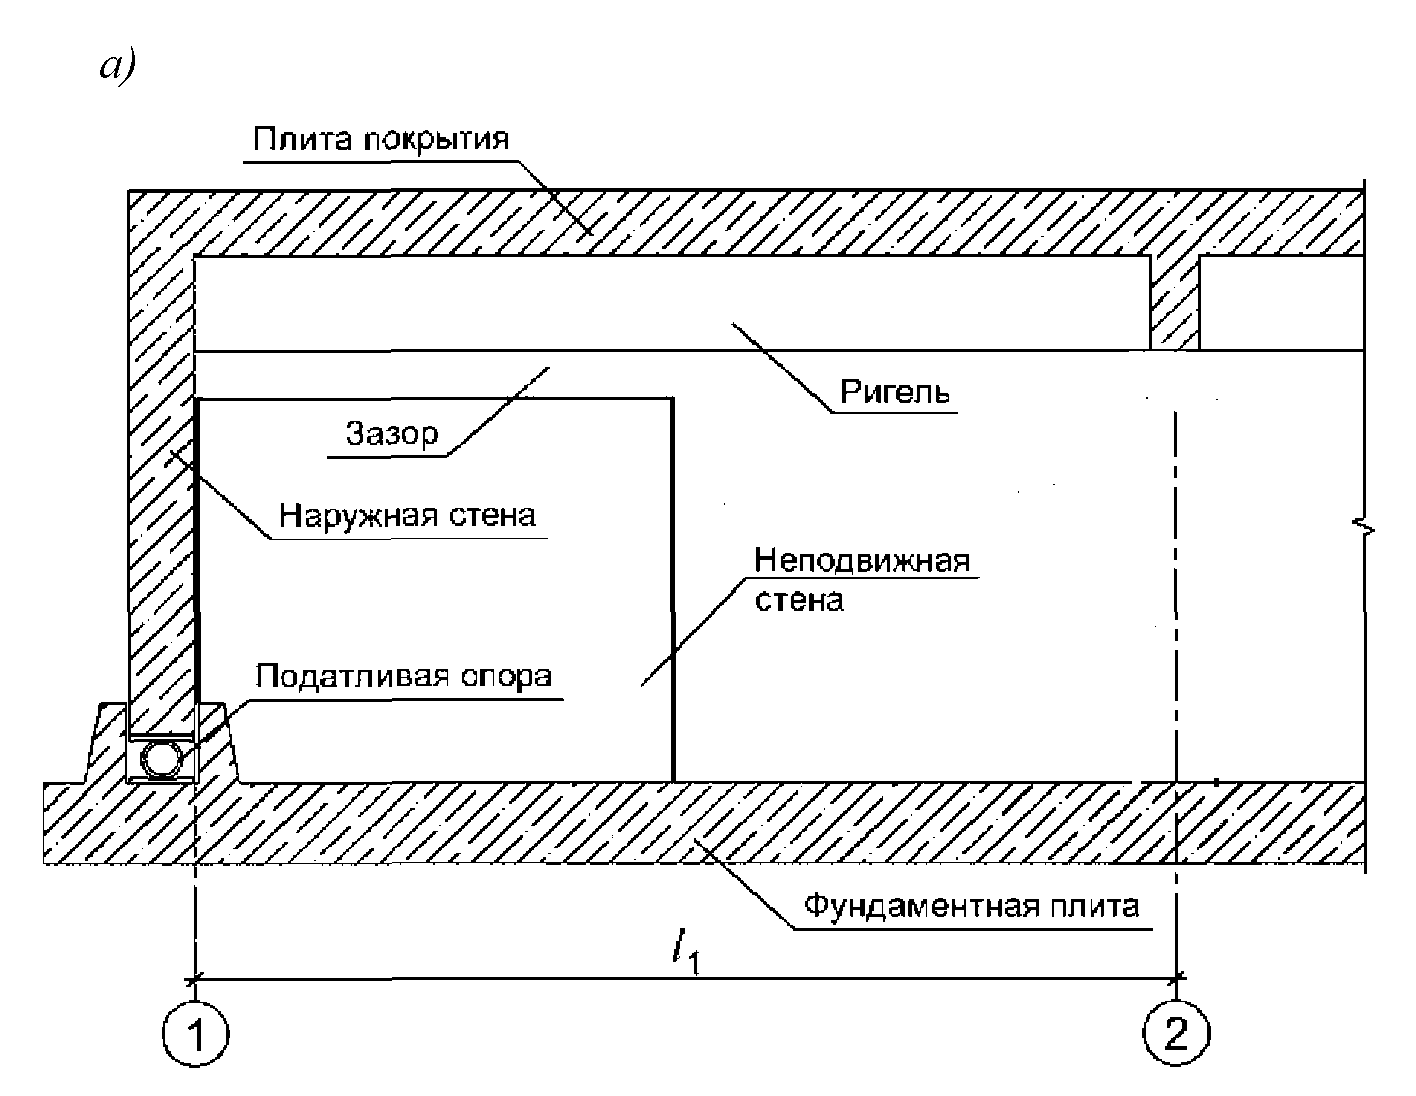 а)
Плита покрытия
Ригель
Зазор
Наружная стена
Неподвижная
стена
Податливая опора
Фундаментная плита
l1
1
2